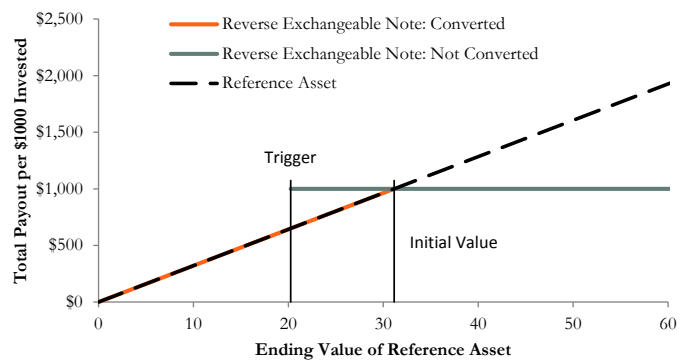 $2,500
$2,000
$1,500
$1,000
$500
$0
Total Payout per $1000 Invested
Reverse Exchangeable Note: Converted
Reverse Exchangeable Note: Not Converted
Reference Asset
Trigger
Initial Value
0 10 20 30 40 50 60
Ending Value of Reference Asset